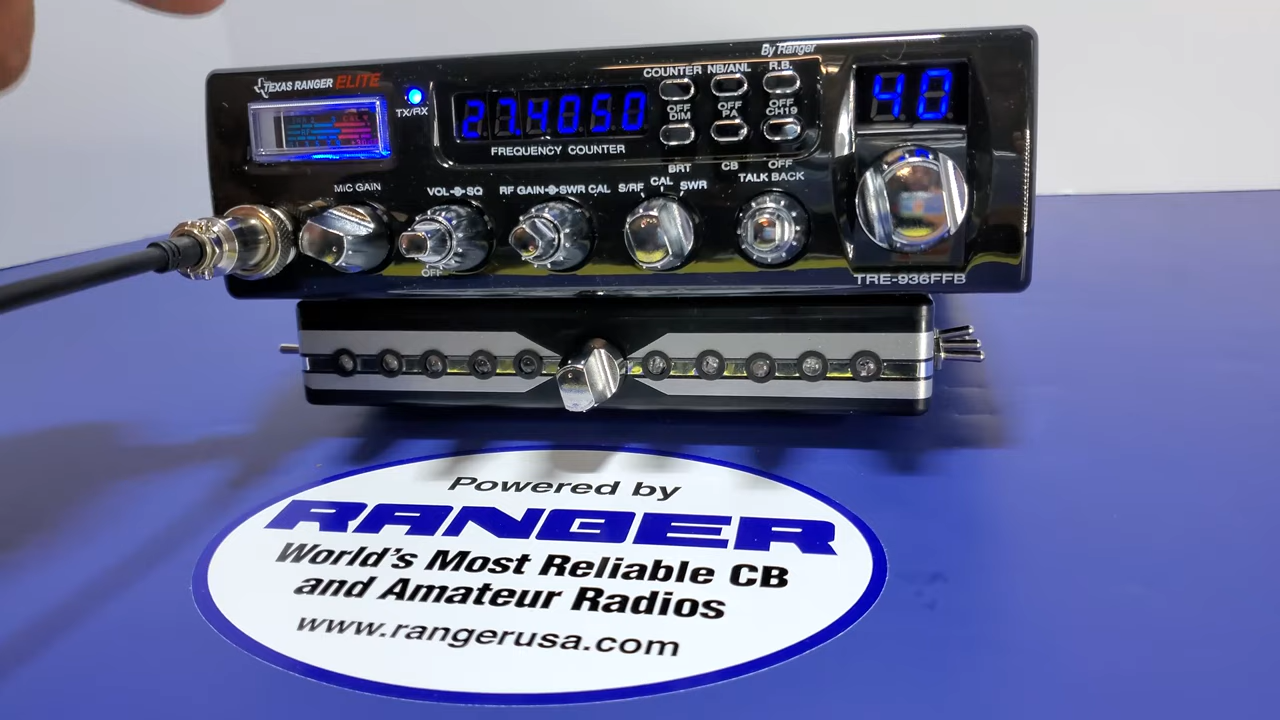 By Ranger
TEXAS RANGER ELITE
TX/RX
27.4050
FREQUENCY COUNTER
COUNTER NB/ANL R.B.
OFF OFF OFF
DIM PA CH19
BRT CB OFF
40
MIC GAIN
VOL SQ
OFF
RF GAIN SWR CAL
S/RF CAL SWR
TALK BACK
TRE-936FFB
Powered by
RANGER
World's Most Reliable CB
and Amateur Radios
www.rangerusa.com